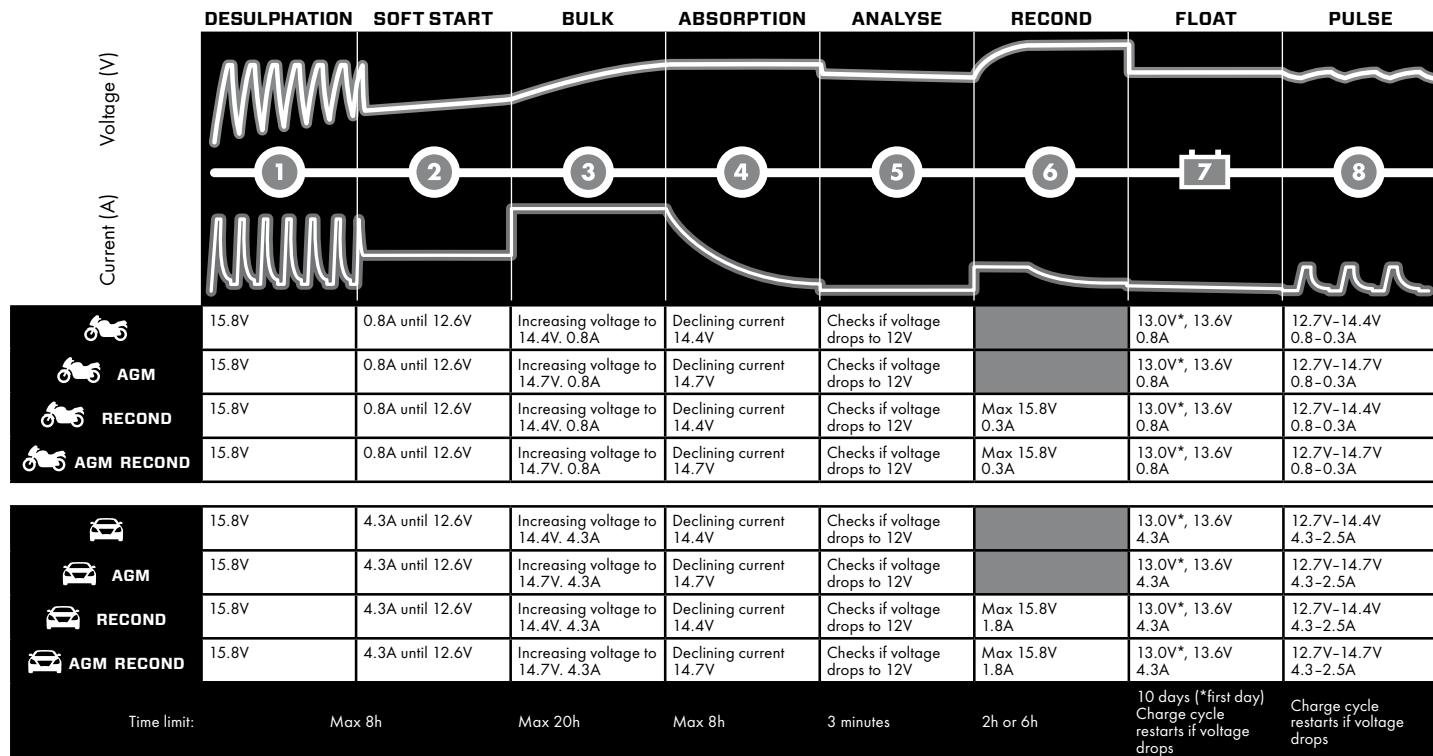 DESULPHATION SOFT START BULK ABSORPTION ANALYSE RECOND FLOAT PULSE
Voltage (V)
1 2 3 4 5 6 7 8
Current (A)
15.8V 0.8A until 12.6V Increasing voltage to Declining current Checks if voltage 13.0V*, 13.6V 12.7V–14.4V
14.4V. 0.8A 14.4V drops to 12V 0.8A 0.8–0.3A
AGM 15.8V 0.8A until 12.6V Increasing voltage to Declining current Checks if voltage 13.0V*, 13.6V 12.7V–14.7V
14.7V. 0.8A 14.7V drops to 12V 0.8A 0.8–0.3A
RECOND 15.8V 0.8A until 12.6V Increasing voltage to Declining current Checks if voltage Max 15.8V 13.0V*, 13.6V 12.7V–14.4V
14.4V. 0.8A 14.4V drops to 12V 0.3A 0.8A 0.8–0.3A
AGM RECOND 15.8V 0.8A until 12.6V Increasing voltage to Declining current Checks if voltage Max 15.8V 13.0V*, 13.6V 12.7V–14.7V
14.7V. 0.8A 14.7V drops to 12V 0.3A 0.8A 0.8–0.3A
15.8V 4.3A until 12.6V Increasing voltage to Declining current Checks if voltage 13.0V*, 13.6V 12.7V–14.4V
14.4V. 4.3A 14.4V drops to 12V 4.3A 4.3–2.5A
AGM 15.8V 4.3A until 12.6V Increasing voltage to Declining current Checks if voltage 13.0V*, 13.6V 12.7V–14.7V
14.7V. 4.3A 14.7V drops to 12V 4.3A 4.3–2.5A
RECOND 15.8V 4.3A until 12.6V Increasing voltage to Declining current Checks if voltage Max 15.8V 13.0V*, 13.6V 12.7V–14.4V
14.4V. 4.3A 14.4V drops to 12V 1.8A 4.3A 4.3–2.5A
AGM RECOND 15.8V 4.3A until 12.6V Increasing voltage to Declining current Checks if voltage Max 15.8V 13.0V*, 13.6V 12.7V–14.7V
14.7V. 4.3A 14.7V drops to 12V 1.8A 4.3A 4.3–2.5A
Time limit: Max 8h Max 20h Max 8h 3 minutes 2h or 6h
10 days (*first day)
Charge cycle
restarts if voltage
drops
Charge cycle
restarts if voltage
drops